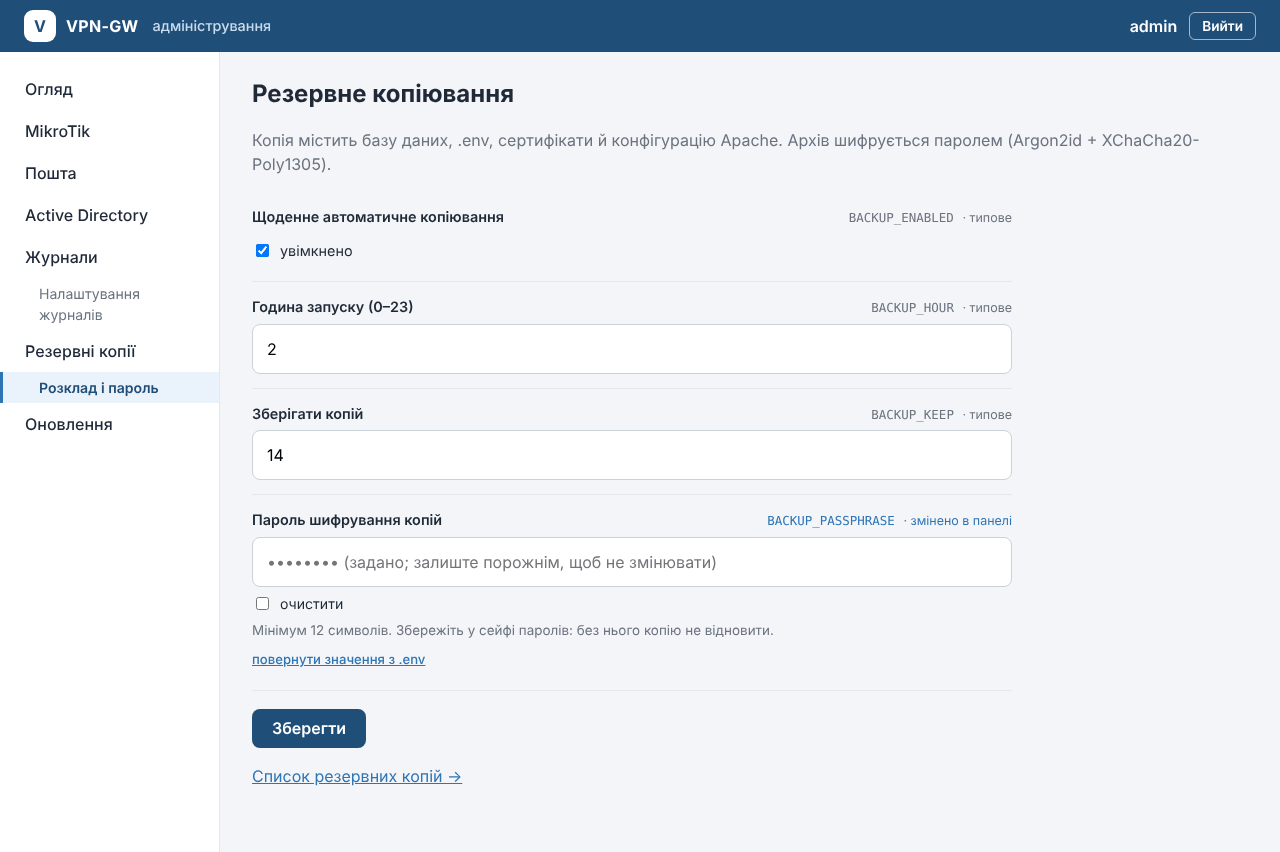 V VPN-GW адміністрування admin Вийти
Огляд
MikroTik
Пошта
Active Directory
Журнали
Налаштування
журналів
Резервні копії
Розклад і пароль
Оновлення
Резервне копіювання
Копія містить базу даних, .env, сертифікати й конфігурацію Apache. Архів шифрується паролем (Argon2id + XChaCha20-
Poly1305).
Щоденне автоматичне копіювання BACKUP_ENABLED · типове
увімкнено
Година запуску (0–23) BACKUP_HOUR · типове
2
Зберігати копій BACKUP_KEEP · типове
14
Пароль шифрування копій BACKUP_PASSPHRASE · змінено в панелі
•••••••• (задано; залиште порожнім, щоб не змінювати)
очистити
Мінімум 12 символів. Збережіть у сейфі паролів: без нього копію не відновити.
повернути значення з .env
Зберегти
Список резервних копій →